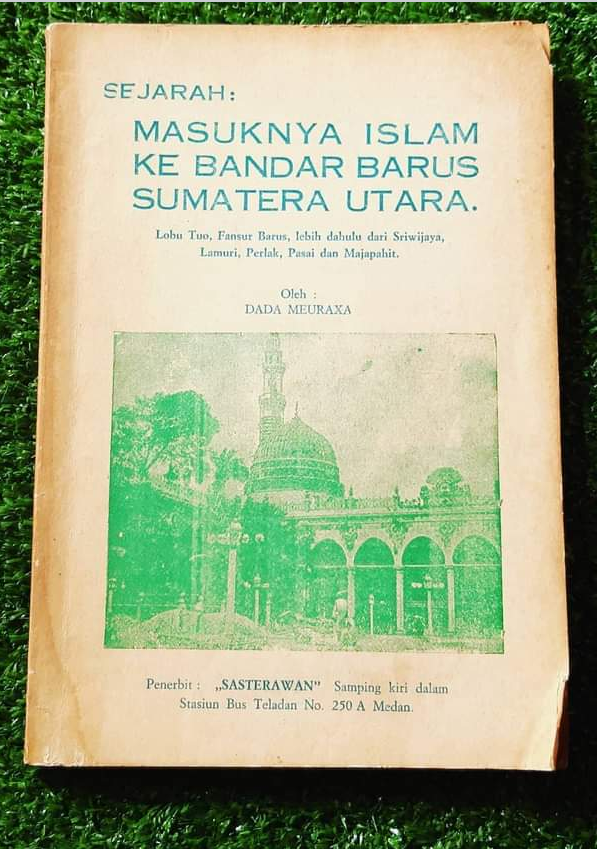 SEJARAH:
MASUKNYA ISLAM
KE BANDAR BARUS
SUMATERA UTARA.
Lobu Tuo, Fansur Barus, lebih dahulu dari Sriwijaya,
Lamuri, Perlak, Pasai dan Majapahit.
Oleh :
DADA MEURAXA
Penerbit : „SASTERAWAN” Samping kiri dalam
Stasiun Bus Teladan No. 250 A Medan.